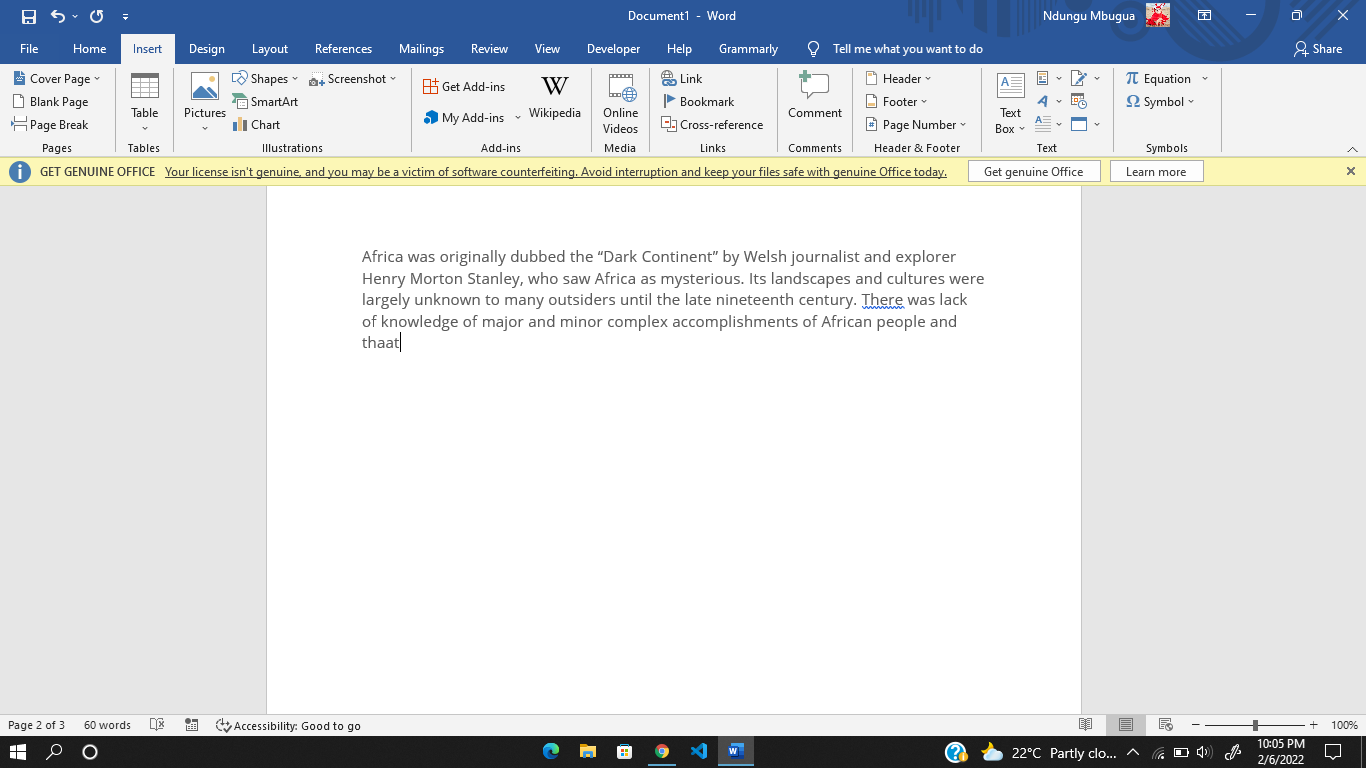 Document1 - Word
Ndungu Mbugua
File Home Insert Design Layout References Mailings Review View Developer Help Grammarly Tell me what you want to do Share
Cover Page
Blank Page
Page Break
Pages
Table
Tables
Pictures
Shapes
SmartArt
Chart
Screenshot
Illustrations
Get Add-ins
My Add-ins
W
Wikipedia
Add-ins
Online
Videos
Media
Link
Bookmark
Cross-reference
Links
Comment
Comments
Header
Footer
Page Number
Header & Footer
Text
Box
Text
Equation
Symbol
Symbols
GET GENUINE OFFICE Your license isn't genuine, and you may be a victim of software counterfeiting. Avoid interruption and keep your files safe with genuine Office today. Get genuine Office Learn more
Africa was originally dubbed the “Dark Continent” by Welsh journalist and explorer
Henry Morton Stanley, who saw Africa as mysterious. Its landscapes and cultures were
largely unknown to many outsiders until the late nineteenth century. There was lack
of knowledge of major and minor complex accomplishments of African people and
thaat
Page 2 of 3 60 words Accessibility: Good to go 100%
22°C Partly clo... 10:05 PM
2/6/2022